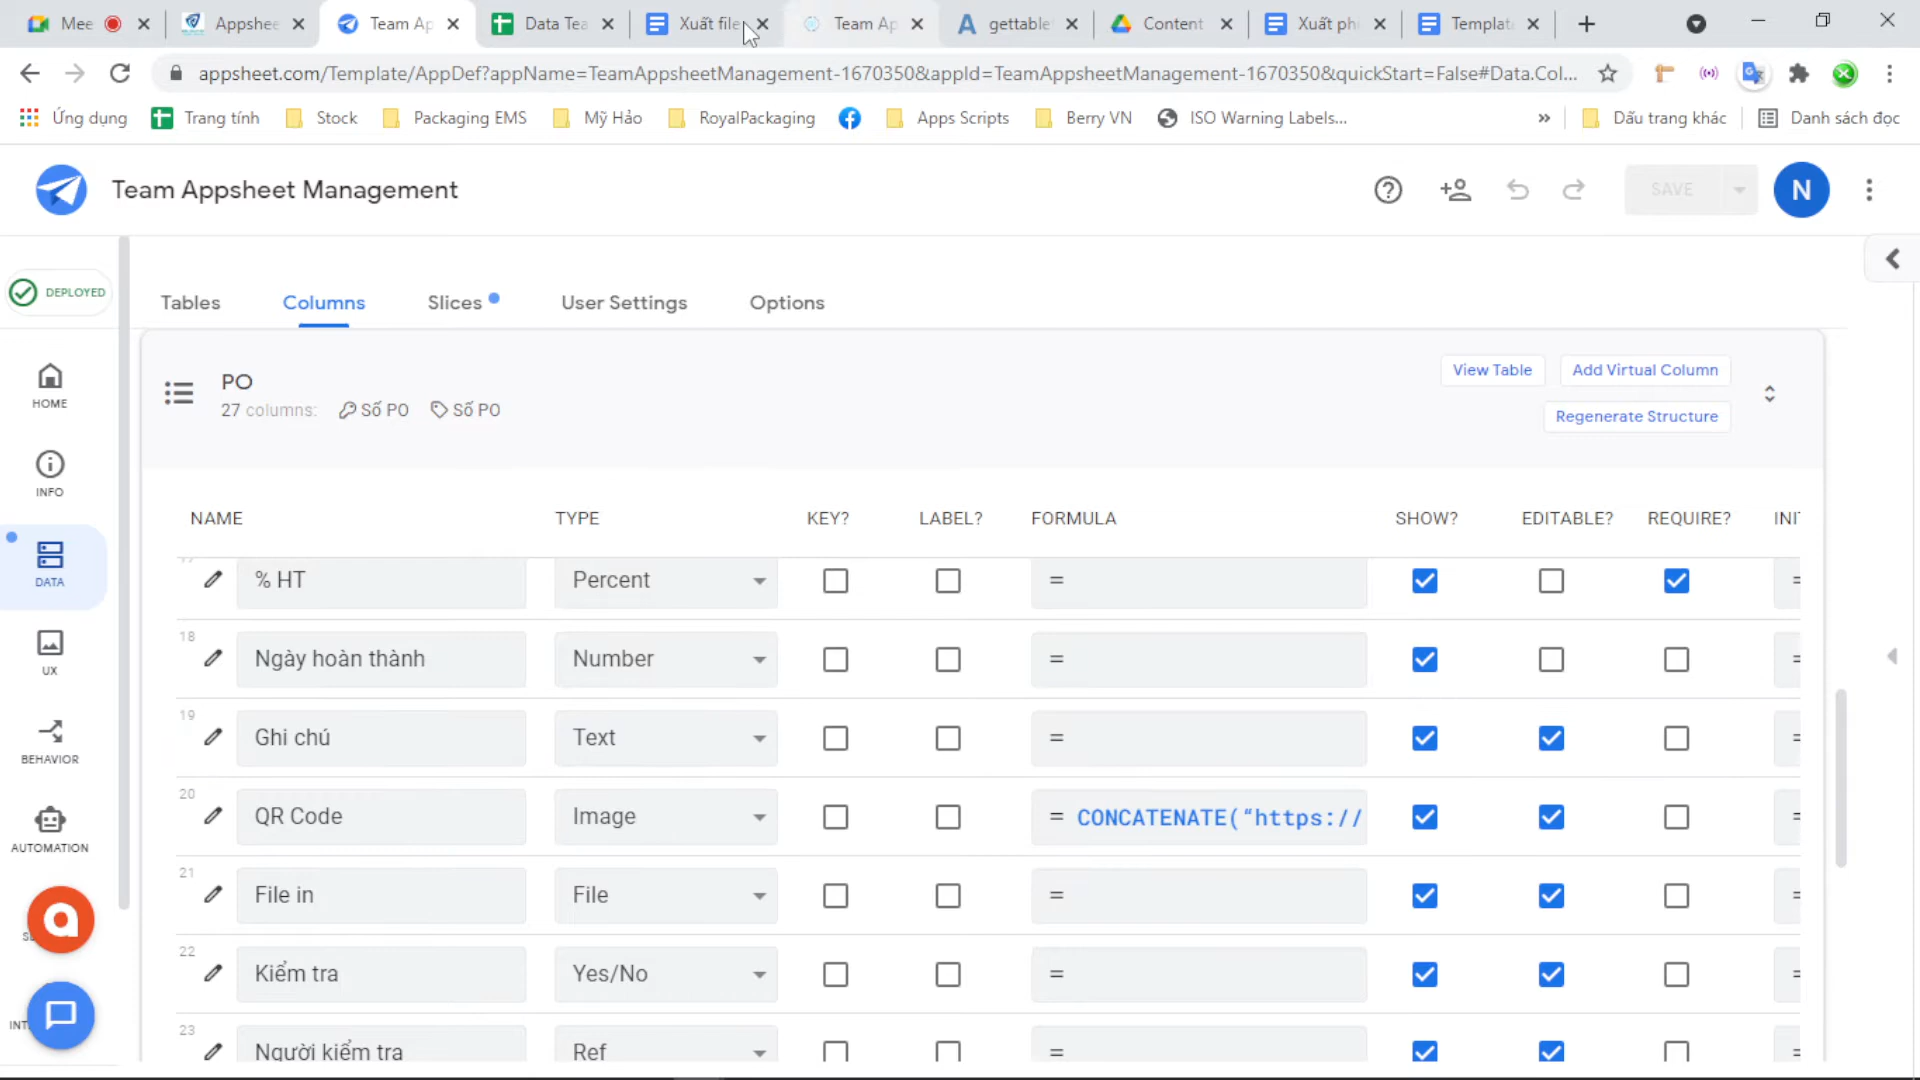 Mee
Appshee
Team Ap
Data Tea
Xuất file
Team Ap
gettable
Content
Xuất ph
Templat
appsheet.com/Template/AppDef?appName=TeamAppsheetManagement-1670350&appId=TeamAppsheetManagement-1670350&quickStart=False#Data.Col...
Ứng dụng
Trang tính
Stock
Packaging EMS
Mỹ Hảo
RoyalPackaging
Apps Scripts
Berry VN
ISO Warning Labels...
»
Dấu trang khác
Danh sách đọc
Team Appsheet Management
SAVE
N
DEPLOYED
Tables
Columns
Slices
User Settings
Options
HOME
INFO
DATA
UX
BEHAVIOR
AUTOMATION
PO
27 columns: Số PO Số PO
View Table
Add Virtual Column
Regenerate Structure
NAME TYPE KEY? LABEL? FORMULA SHOW? EDITABLE? REQUIRE? INIT
% HT Percent = =
18 Ngày hoàn thành Number = =
19 Ghi chú Text = =
20 QR Code Image = CONCATENATE("https:// =
21 File in File = =
22 Kiểm tra Yes/No = =
23 Người kiểm tra Ref =